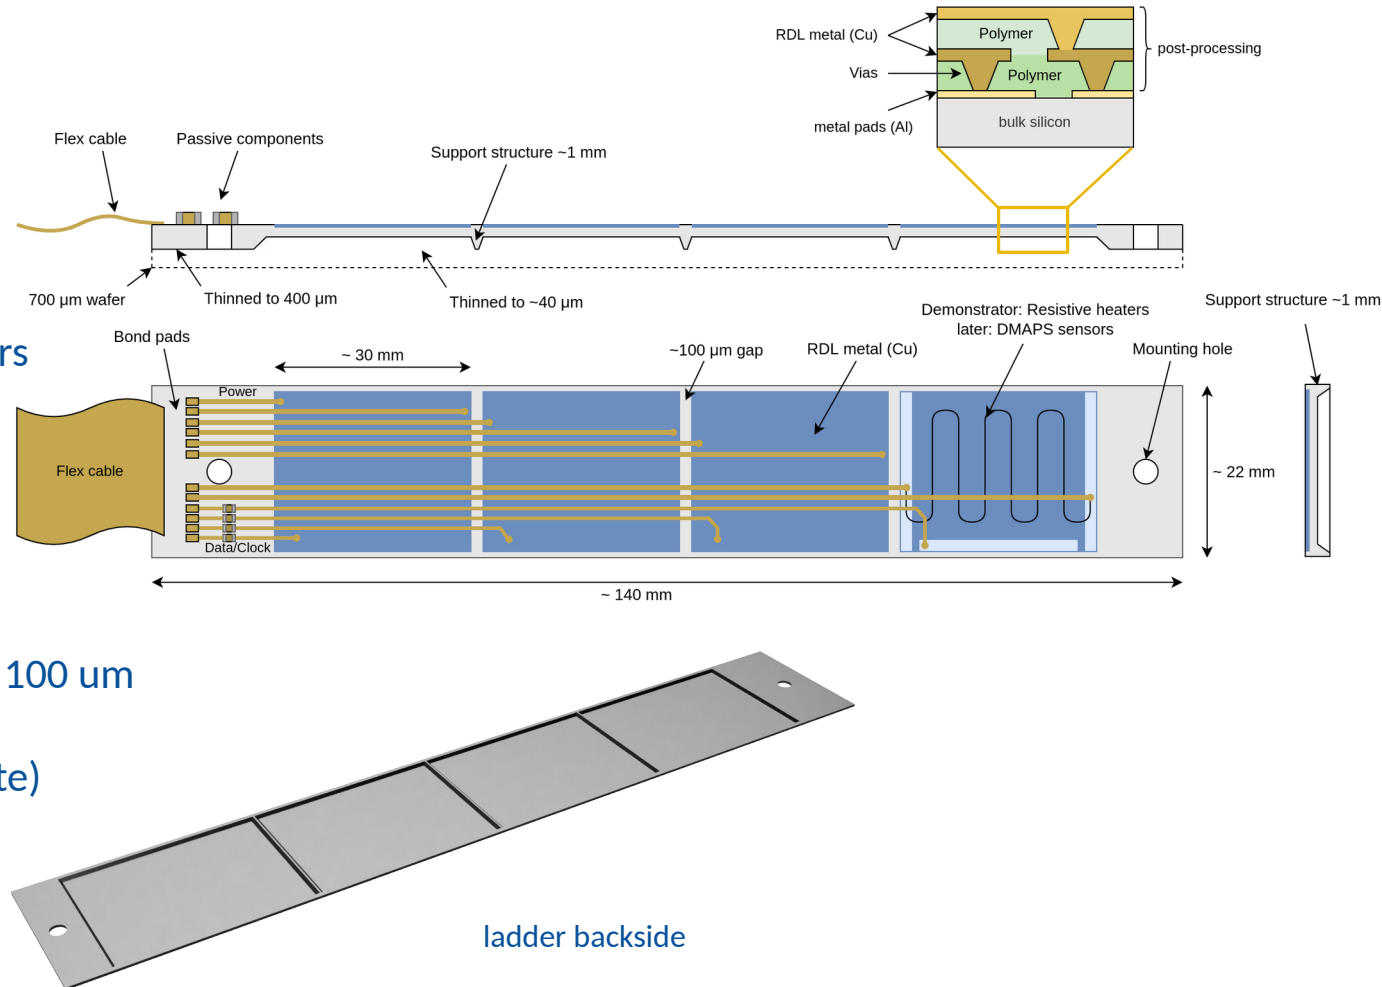 RDL metal (Cu)
Polymer
post-processing
Vias
Polymer
metal pads (Al)
bulk silicon
Flex cable
Passive components
Support structure ~1 mm
700 μm wafer
Thinned to 400 μm
Thinned to ~40 μm
Demonstrator: Resistive heaters
later: DMAPS sensors
Support structure ~1 mm
rs
Bond pads
~ 30 mm
~100 μm gap
RDL metal (Cu)
Mounting hole
Power
Flex cable
~ 22 mm
Data/Clock
~ 140 mm
100 um
te)
ladder backside